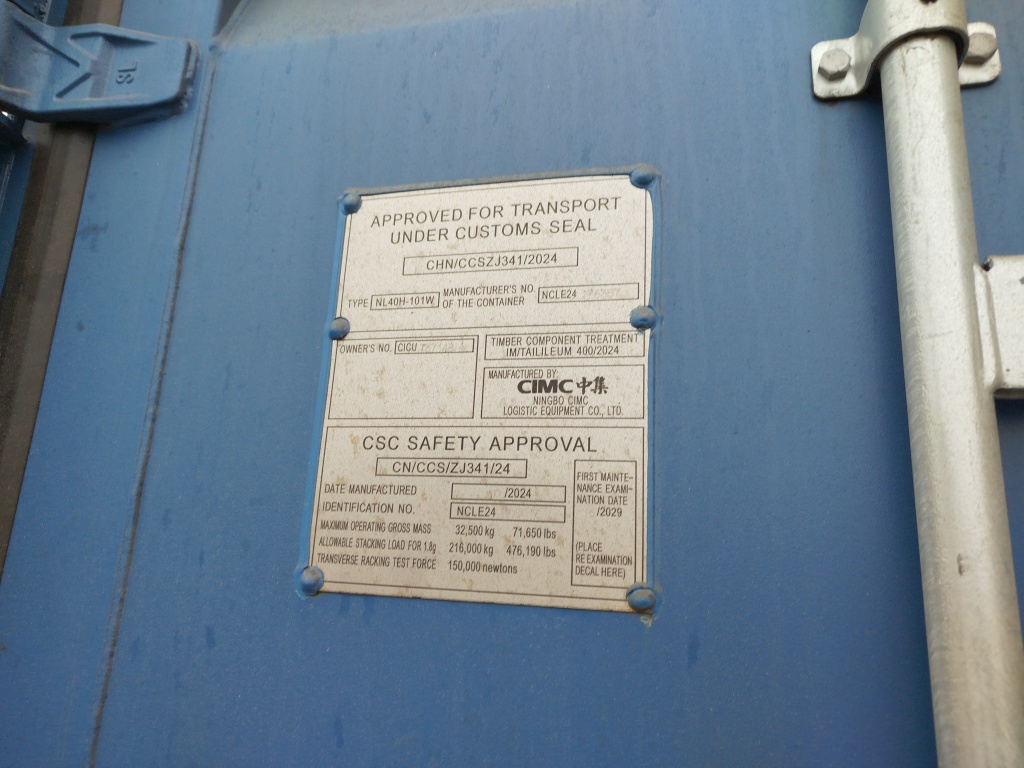 APPROVED FOR TRANSPORT
UNDER CUSTOMS SEAL
CHN/CCSZJ341/2024
TYPE NL40H-101W MANUFACTURER'S NO. OF THE CONTAINER NCLE24
OWNER'S NO. CICU
TIMBER COMPONENT TREATMENT
IM/TAILILEUM 400/2024
MANUFACTURED BY:
CIMC中集
NINGBO CIMC
LOGISTIC EQUIPMENT CO., LTD.
CSC SAFETY APPROVAL
CN/CCS/ZJ341/24
DATE MANUFACTURED /2024
IDENTIFICATION NO. NCLE24
MAXIMUM OPERATING GROSS MASS 32,500 kg 71,650 lbs
ALLOWABLE STACKING LOAD FOR 1.8g 216,000 kg 476,190 lbs
TRANSVERSE RACKING TEST FORCE 150,000 newtons
FIRST MAINTE-
NANCE EXAMI-
NATION DATE
/2029
(PLACE
RE EXAMINATION
DECAL HERE)